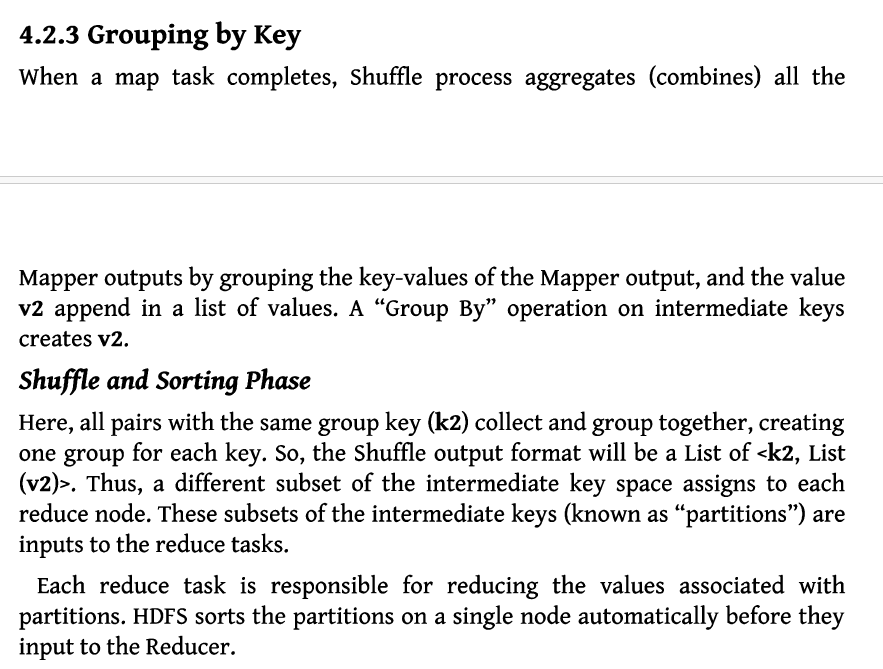 4.2.3 Grouping by Key
When a map task completes, Shuffle process aggregates (combines) all the
Mapper outputs by grouping the key-values of the Mapper output, and the value
v2 append in a list of values. A “Group By” operation on intermediate keys
creates v2.
Shuffle and Sorting Phase
Here, all pairs with the same group key (k2) collect and group together, creating
one group for each key. So, the Shuffle output format will be a List of <k2, List
(v2)>. Thus, a different subset of the intermediate key space assigns to each
reduce node. These subsets of the intermediate keys (known as “partitions”) are
inputs to the reduce tasks.
Each reduce task is responsible for reducing the values associated with
partitions. HDFS sorts the partitions on a single node automatically before they
input to the Reducer.